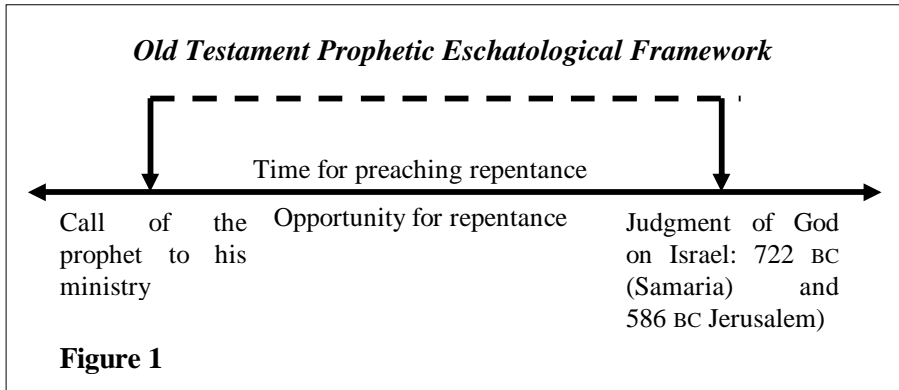 Old Testament Prophetic Eschatological Framework
Time for preaching repentance
Opportunity for repentance
Call of the
prophet to his
ministry
Judgment of God
on Israel: 722 BC
(Samaria) and
586 BC Jerusalem)
Figure 1